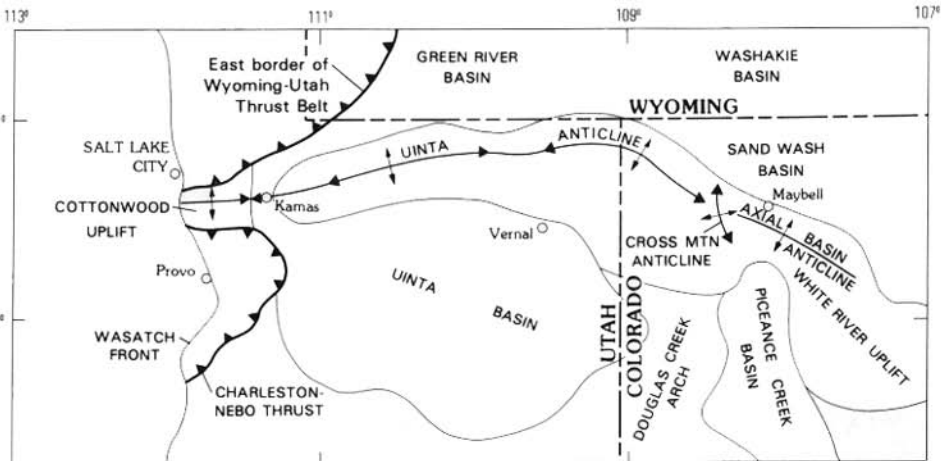 113°
111°
109°
107°
East border of
Wyoming-Utah
Thrust Belt
GREEN RIVER
BASIN
WASHAKIE
BASIN
WYOMING
SALT LAKE
CITY
UINTA
ANTICLINE
SAND WASH
BASIN
Maybell
COTTONWOOD
UPLIFT
Kamas
Vernal
CROSS MTN
ANTICLINE
AXIAL BASIN
ANTICLINE
Provo
UINTA
BASIN
UTAH
COLORADO
WHITE RIVER UPLIFT
WASATCH
FRONT
DOUGLAS CREEK
ARCH
PICEANCE CREEK
BASIN
CHARLESTON-
NEBO THRUST